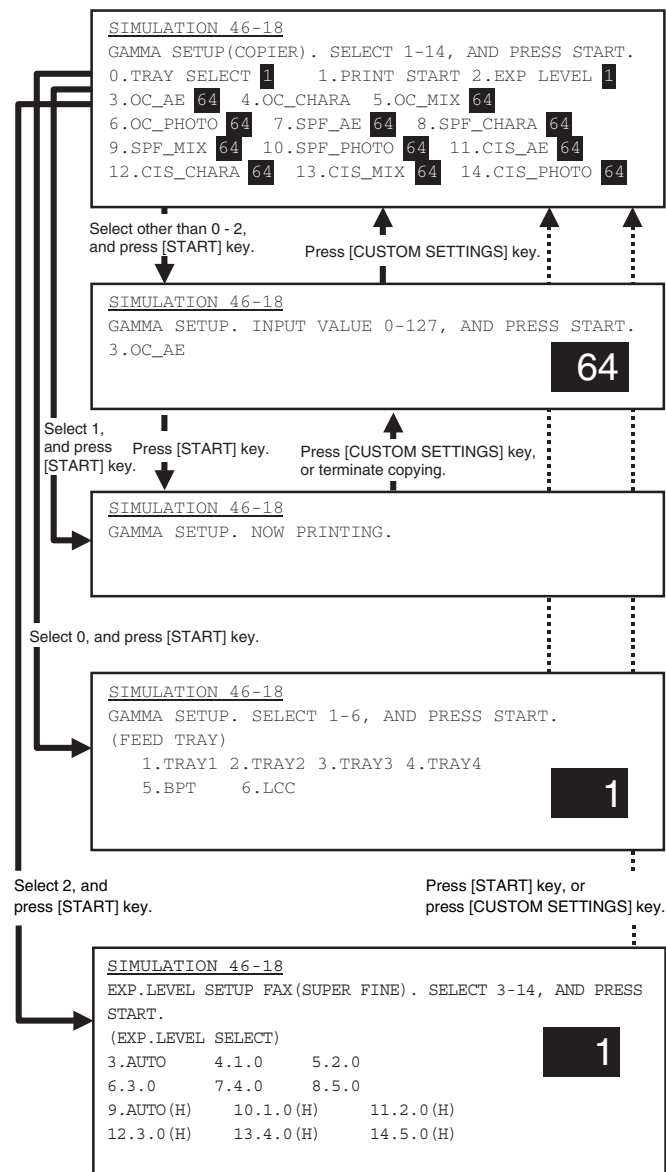 SIMULATION 46-18
GAMMA SETUP(COPIER). SELECT 1-14, AND PRESS START.
0.TRAY SELECT 1 1.PRINT START 2.EXP LEVEL 1
3.OC_AE 64 4.OC_CHARA 5.OC_MIX 64
6.OC_PHOTO 64 7.SPF_AE 64 8.SPF_CHARA 64
9.SPF_MIX 64 10.SPF_PHOTO 64 11.CIS_AE 64
12.CIS_CHARA 64 13.CIS_MIX 64 14.CIS_PHOTO 64
Select other than 0 - 2,
and press [START] key.
Press [CUSTOM SETTINGS] key.
SIMULATION 46-18
GAMMA SETUP. INPUT VALUE 0-127, AND PRESS START.
3.OC_AE
64
Select 1,
and press
[START] key.
Press [START] key.
Press [CUSTOM SETTINGS] key,
or terminate copying.
SIMULATION 46-18
GAMMA SETUP. NOW PRINTING.
Select 0, and press [START] key.
SIMULATION 46-18
GAMMA SETUP. SELECT 1-6, AND PRESS START.
(FEED TRAY)
1.TRAY1 2.TRAY2 3.TRAY3 4.TRAY4
5.BPT 6.LCC
1
Select 2, and
press [START] key.
Press [START] key, or
press [CUSTOM SETTINGS] key.
SIMULATION 46-18
EXP.LEVEL SETUP FAX(SUPER FINE). SELECT 3-14, AND PRESS
START.
(EXP.LEVEL SELECT)
3.AUTO 4.1.0 5.2.0
6.3.0 7.4.0 8.5.0
9.AUTO(H) 10.1.0(H) 11.2.0(H)
12.3.0(H) 13.4.0(H) 14.5.0(H)
1